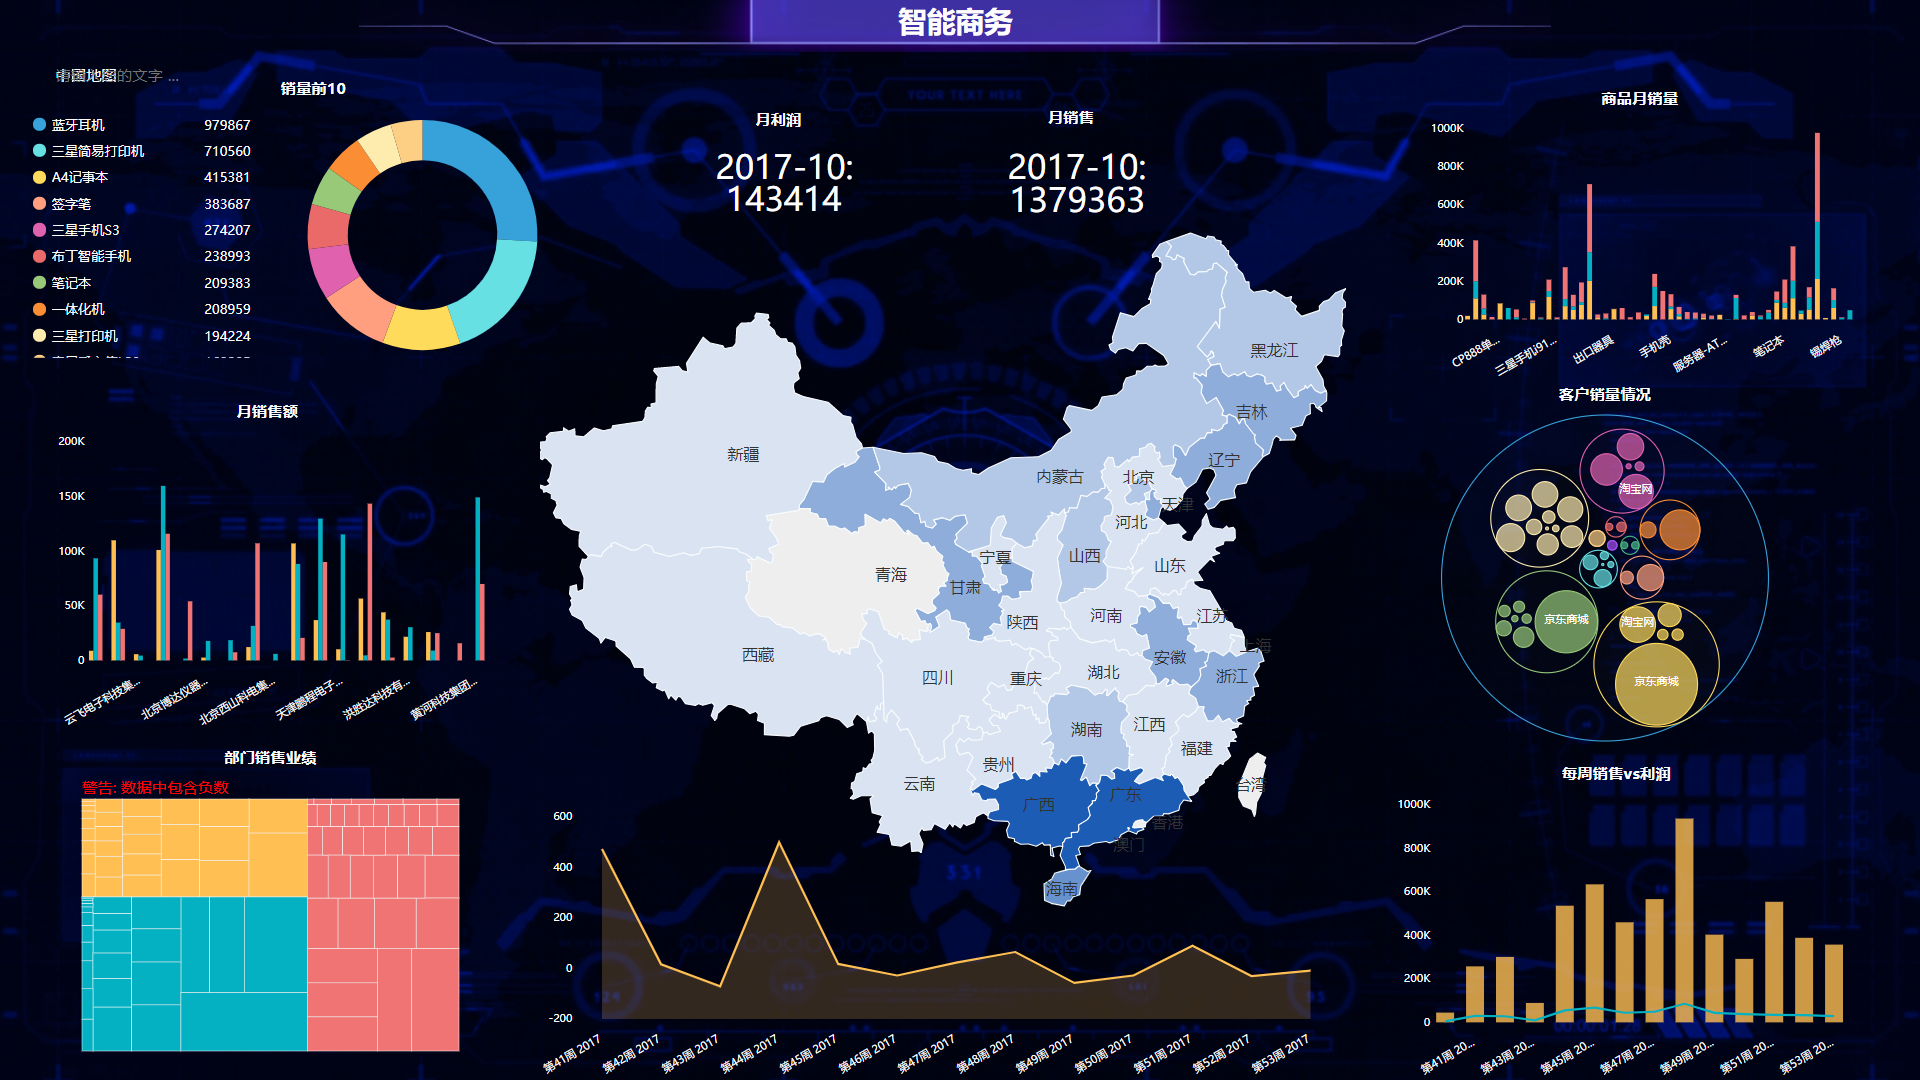 智能商务
中国地图
的文字 ...
销量前10
蓝牙耳机 979867
三星简易打印机 710560
A4记事本 415381
签字笔 383687
三星手机S3 274207
布丁智能手机 238993
笔记本 209383
一体化机 208959
三星打印机 194224
月利润
2017-10:
143414
月销售
2017-10:
1379363
YOUR TEXT HERE
商品月销量
1000K
800K
600K
400K
200K
0
CP888单...
三星手机i91...
出口器具
手机壳
服务器-AT...
笔记本
锡焊枪
月销售额
200K
150K
100K
50K
0
云飞电子科技集...
北京博达仪器...
北京西山科电集...
天津鹏程电子...
洪胜达科技有...
黄河科技集团...
黑龙江
吉林
辽宁
新疆
内蒙古
北京
天津
河北
宁夏
山西
山东
青海
甘肃
陕西
河南
江苏
上海
西藏
四川
重庆
湖北
安徽
浙江
湖南
江西
福建
贵州
云南
广西
广东
台湾
香港
澳门
海南
客户销量情况
淘宝网
京东商城
淘宝网
京东商城
部门销售业绩
警告: 数据中包含负数
600
400
200
0
-200
第41周 2017
第42周 2017
第43周 2017
第44周 2017
第45周 2017
第46周 2017
第47周 2017
第48周 2017
第49周 2017
第50周 2017
第51周 2017
第52周 2017
第53周 2017
每周销售vs利润
1000K
800K
600K
400K
200K
0
第41周 20...
第43周 20...
第45周 20...
第47周 20...
第49周 20...
第51周 20...
第53周 20...